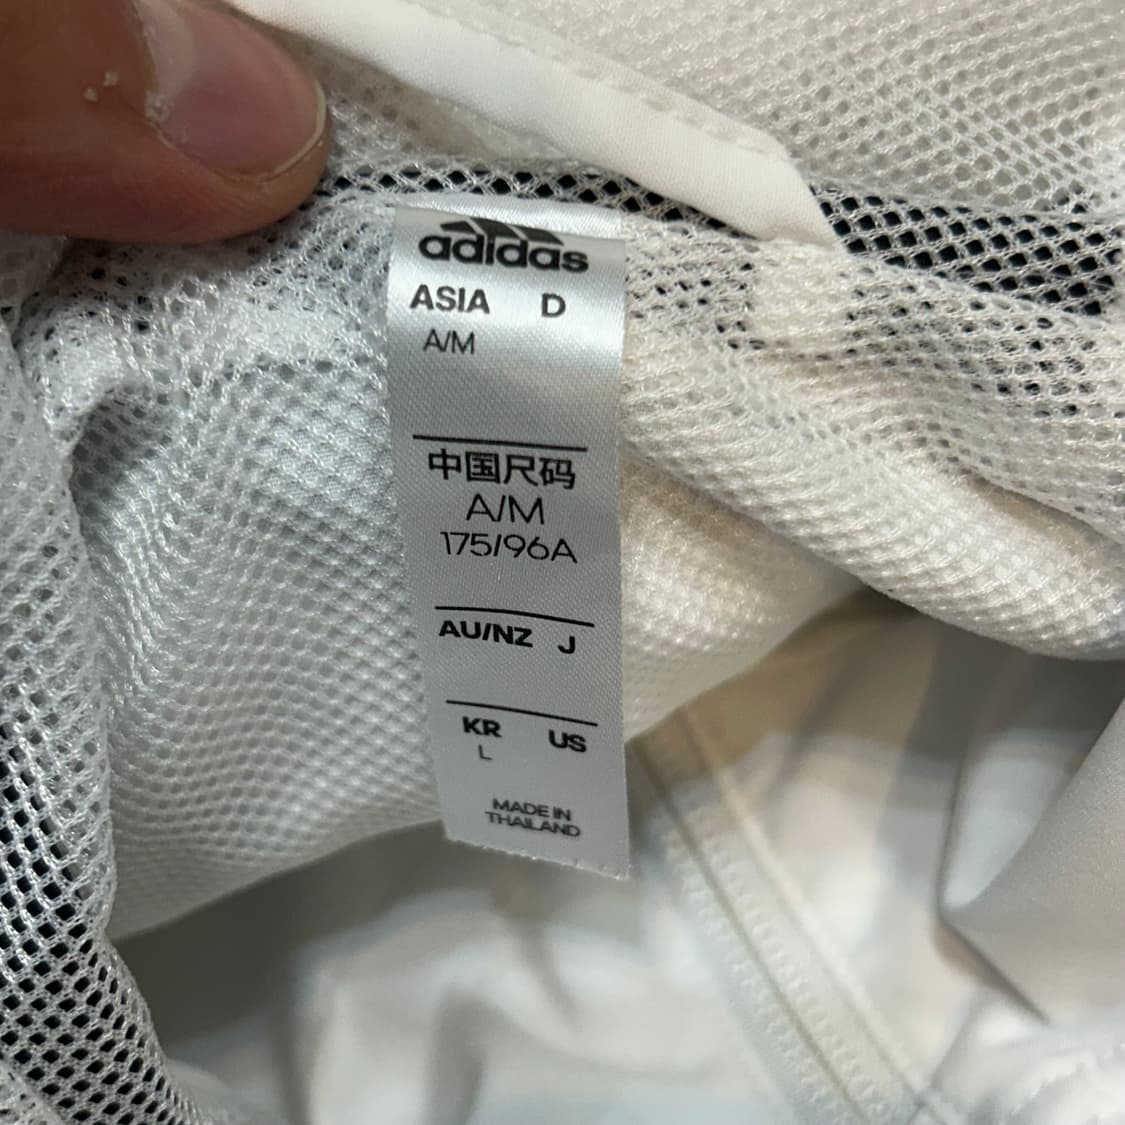 adidas
ASIA D
A/M
中国尺码
A/M
175/96A
AU/NZ J
KR US
L
MADE IN
THAILAND